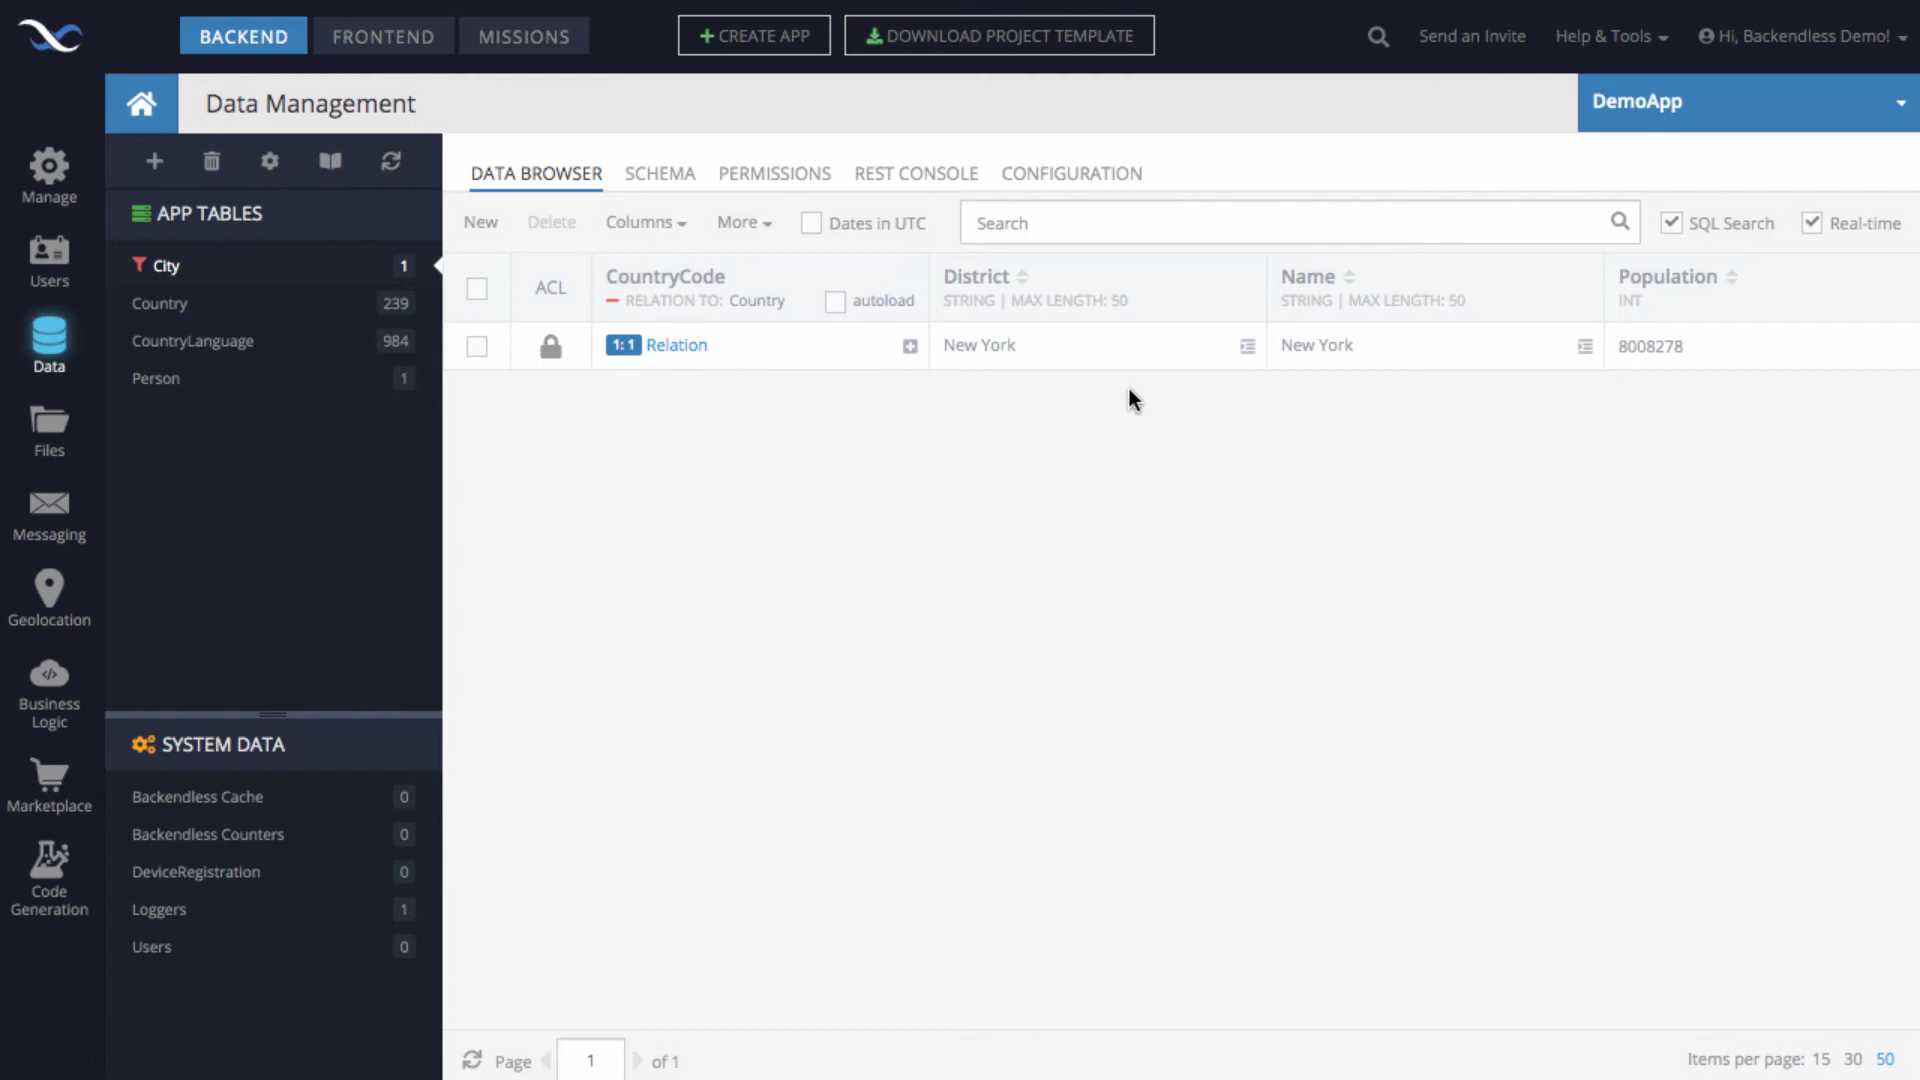 BACKEND FRONTEND MISSIONS CREATE APP DOWNLOAD PROJECT TEMPLATE Send an Invite Help & Tools Hi, Backendless Demo!
Data Management DemoApp
Manage
Users
Data
Files
Messaging
Geolocation
Business
Logic
Marketplace
Code
Generation
APP TABLES
City 1
Country 239
CountryLanguage 984
Person 1
SYSTEM DATA
Backendless Cache 0
Backendless Counters 0
DeviceRegistration 0
Loggers 1
Users 0
DATA BROWSER SCHEMA PERMISSIONS REST CONSOLE CONFIGURATION
New Delete Columns More Dates in UTC Search SQL Search Real-time
ACL CountryCode District Name Population
RELATION TO: Country autoload STRING | MAX LENGTH: 50 STRING | MAX LENGTH: 50 INT
1:1 Relation New York New York 8008278
Page 1 of 1 Items per page: 15 30 50